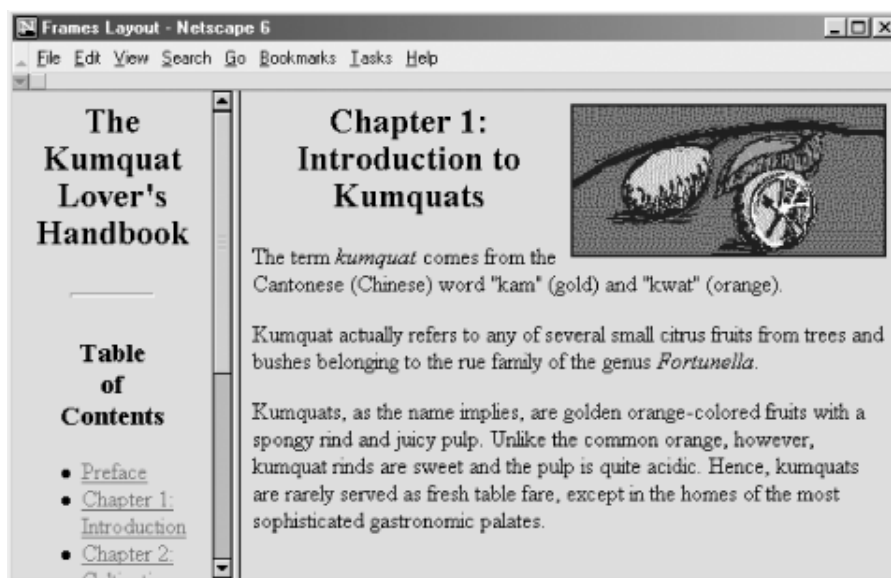 Frames Layout - Netscape 6
File Edit View Search Go Bookmarks Tasks Help
The
Kumquat
Lover's
Handbook
Table
of
Contents
Preface
Chapter 1:
Introduction
Chapter 2:
Chapter 1:
Introduction to
Kumquats
The term kumquat comes from the
Cantonese (Chinese) word "kam" (gold) and "kwat" (orange).
Kumquat actually refers to any of several small citrus fruits from trees and
bushes belonging to the rue family of the genus Fortunella.
Kumquats, as the name implies, are golden orange-colored fruits with a
spongy rind and juicy pulp. Unlike the common orange, however,
kumquat rinds are sweet and the pulp is quite acidic. Hence, kumquats
are rarely served as fresh table fare, except in the homes of the most
sophisticated gastronomic palates.